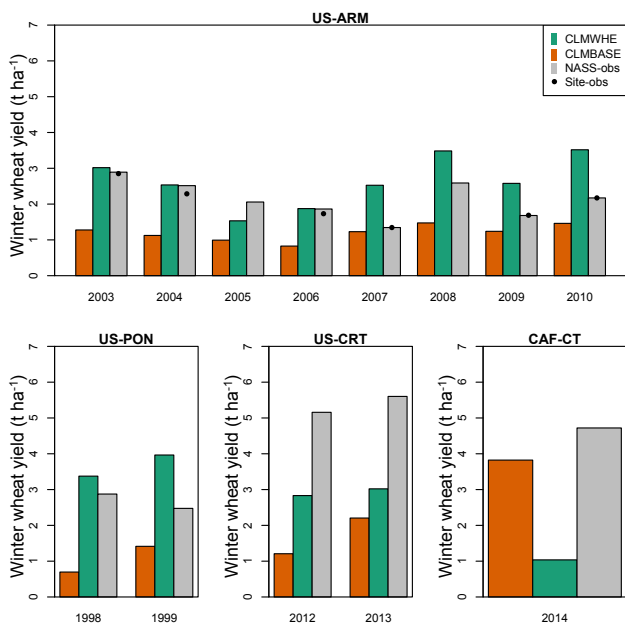 US-ARM
Winter wheat yield (t ha⁻¹)
0 1 2 3 4 5 6 7
CLMWHE
CLMBASE
NASS-obs
Site-obs
2003 2004 2005 2006 2007 2008 2009 2010
US-PON
Winter wheat yield (t ha⁻¹)
0 1 2 3 4 5 6 7
1998 1999
US-CRT
Winter wheat yield (t ha⁻¹)
0 1 2 3 4 5 6 7
2012 2013
CAF-CT
Winter wheat yield (t ha⁻¹)
0 1 2 3 4 5 6 7
2014